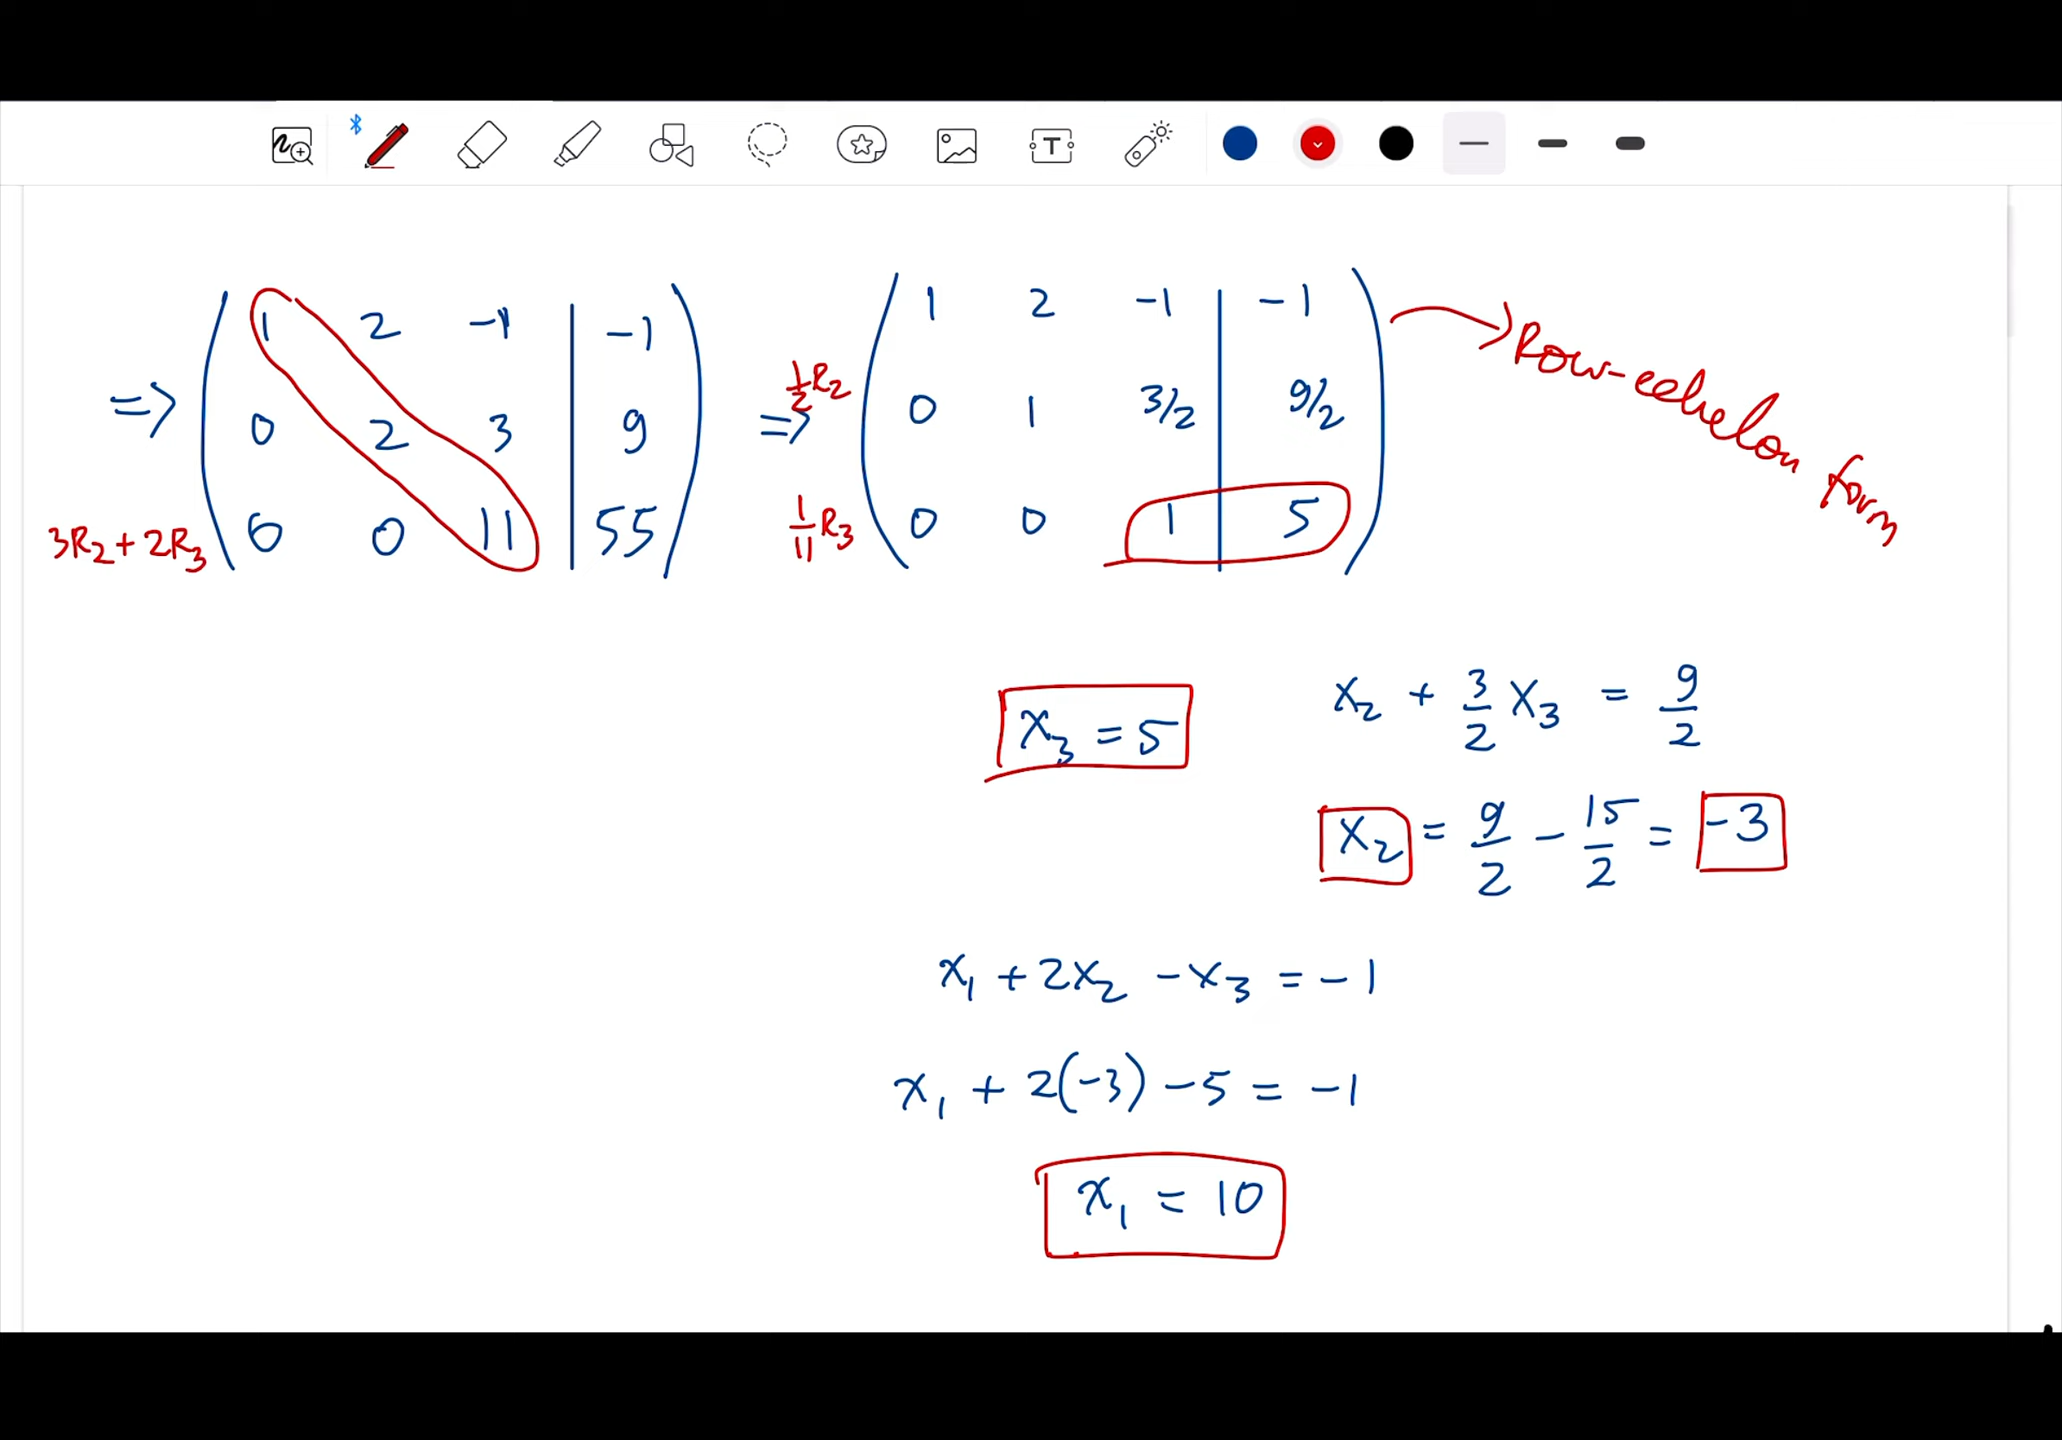 => ( 1 2 -1 | -1 )
0 2 3 | 9
3R₂ + 2R₃ 0 0 11 | 55
=> ( 1 2 -1 | -1 )
½R₂ 0 1 3/2 | 9/2
1/11 R₃ 0 0 1 | 5
→ Row-echelon form
x₃ = 5
x₂ + 3/2 x₃ = 9/2
x₂ = 9/2 - 15/2 = -3
x₁ + 2x₂ - x₃ = -1
x₁ + 2(-3) - 5 = -1
x₁ = 10